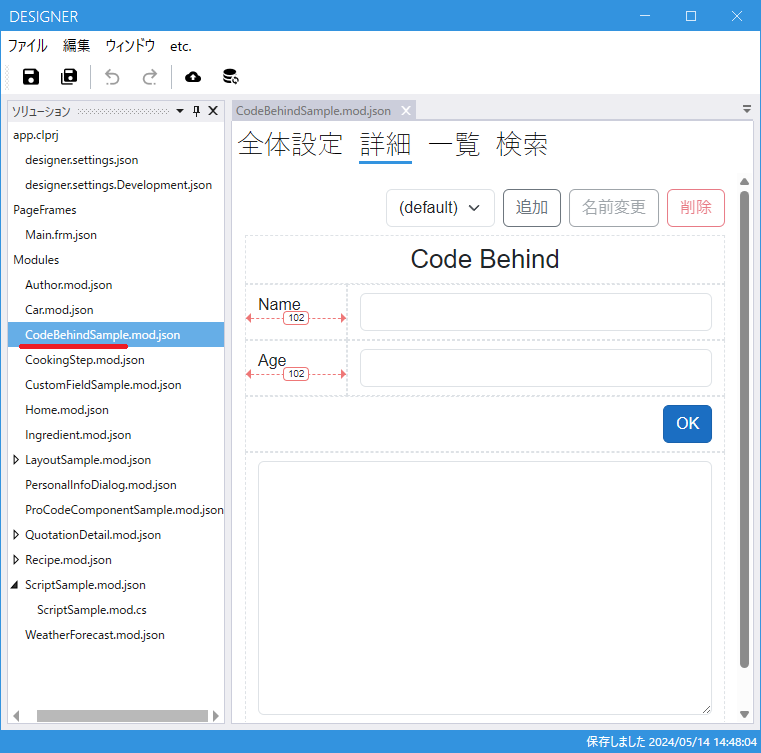 DESIGNER
ファイル 編集 ウィンドウ etc.
ソリューション
app.clprj
designer.settings.json
designer.settings.Development.json
PageFrames
Main.frm.json
Modules
Author.mod.json
Car.mod.json
CodeBehindSample.mod.json
CookingStep.mod.json
CustomFieldSample.mod.json
Home.mod.json
Ingredient.mod.json
LayoutSample.mod.json
PersonalInfoDialog.mod.json
ProCodeComponentSample.mod.json
QuotationDetail.mod.json
Recipe.mod.json
ScriptSample.mod.json
ScriptSample.mod.cs
WeatherForecast.mod.json
CodeBehindSample.mod.json
全体設定 詳細 一覧 検索
(default) 追加 名前変更 削除
Code Behind
Name
102
Age
102
OK
保存しました 2024/05/14 14:48:04